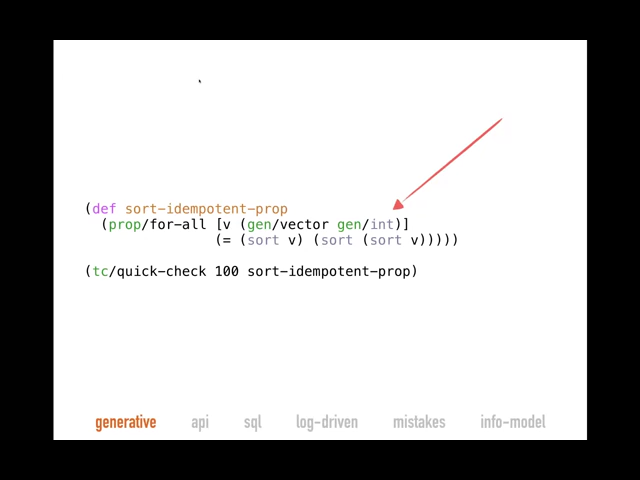 (def sort-idempotent-prop
  (prop/for-all [v (gen/vector gen/int)]
                (= (sort v) (sort (sort v)))))
(tc/quick-check 100 sort-idempotent-prop)
generative api sql log-driven mistakes info-model